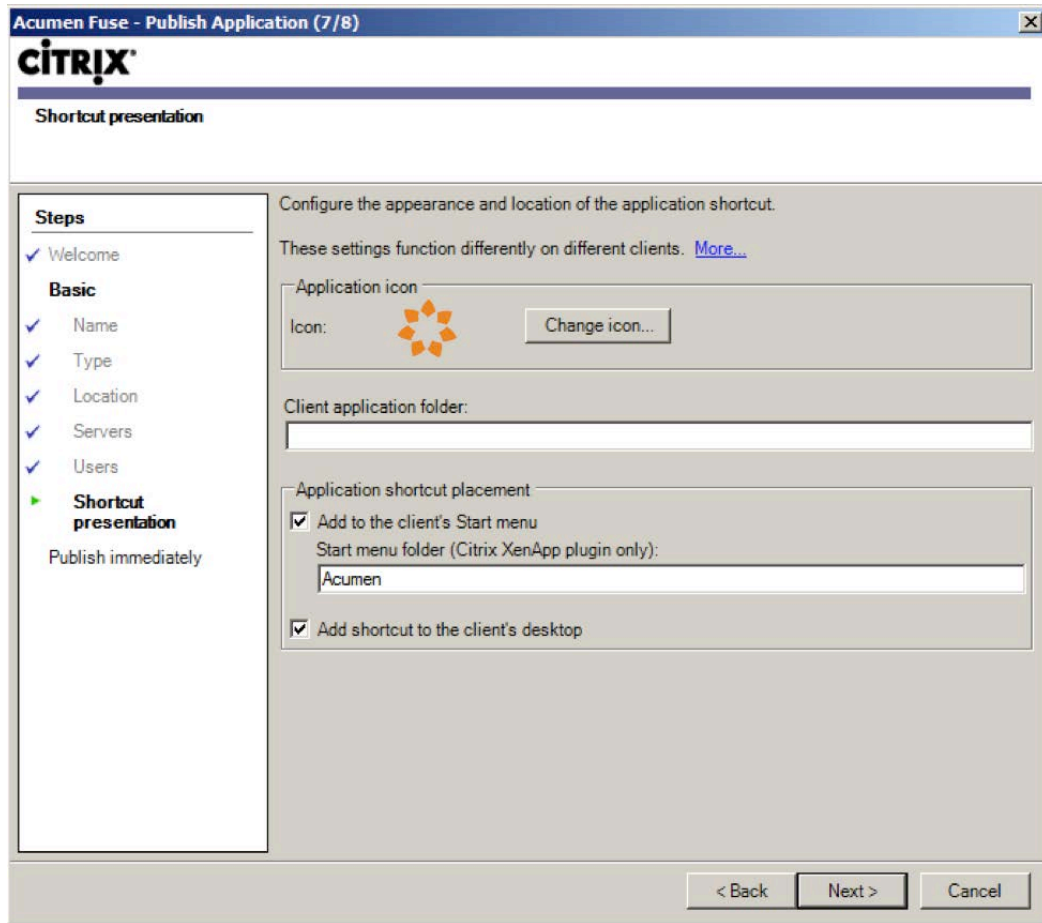 Acumen Fuse - Publish Application (7/8)
CİTRIX®
Shortcut presentation
Steps
Welcome
Basic
Name
Type
Location
Servers
Users
Shortcut
presentation
Publish immediately
Configure the appearance and location of the application shortcut.
These settings function differently on different clients. More...
Application icon
Icon:
Change icon...
Client application folder:
Application shortcut placement
Add to the client's Start menu
Start menu folder (Citrix XenApp plugin only):
Acumen
Add shortcut to the client's desktop
< Back
Next >
Cancel